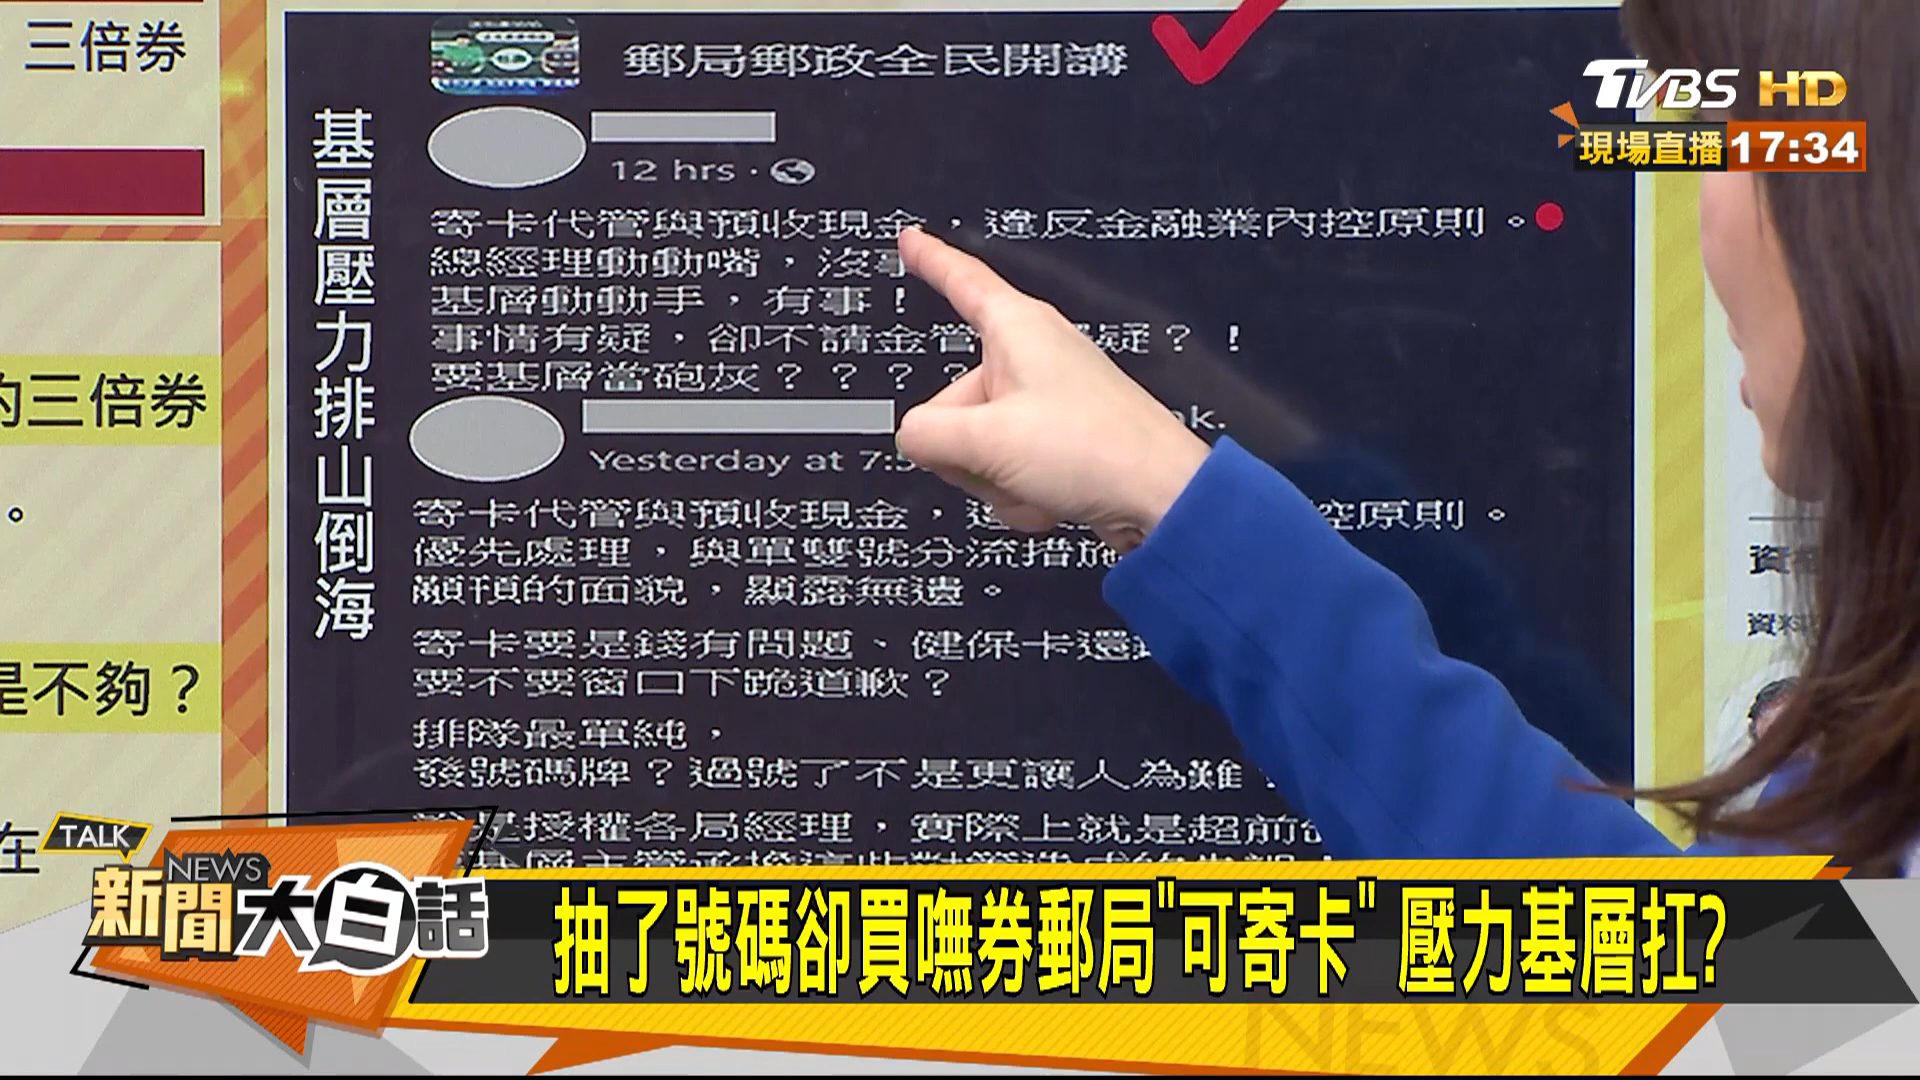 三倍券
的三倍券
。
是不夠？
在
基層壓力排山倒海
郵局郵政全民開講
12 hrs ·
寄卡代管與預收現金，違反金融業內控原則。
總經理動動嘴，沒事
基層動動手，有事！
事情有疑，卻不請金管 疑？！
要基層當砲灰？？？？
Yesterday at 7:5
寄卡代管與預收現金，違 控原則。
優先處理，與單雙號分流措施
顢頇的面貌，顯露無遺。
寄卡要是錢有問題、健保卡還
要不要窗口下跪道歉？
排隊最單純，
發號碼牌？過號了不是更讓人為難？
說是授權各局經理，實際上就是超前
TVBS HD
現場直播 17:34
資
資料
TALK
NEWS
新聞大白話
抽了號碼卻買嘸券郵局"可寄卡" 壓力基層扛?
NEWS